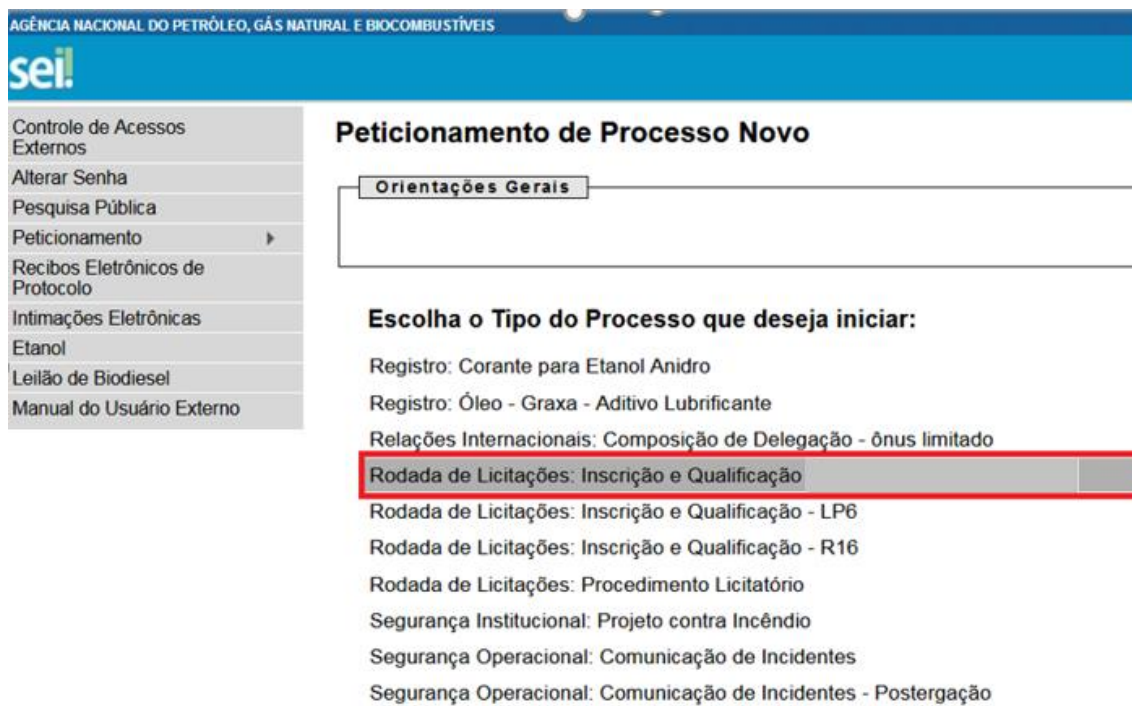 AGÊNCIA NACIONAL DO PETRÓLEO, GÁS NATURAL E BIOCOMBUSTÍVEIS
sei!
Controle de Acessos
Externos
Alterar Senha
Pesquisa Pública
Peticionamento
Recibos Eletrônicos de
Protocolo
Intimações Eletrônicas
Etanol
Leilão de Biodiesel
Manual do Usuário Externo
Peticionamento de Processo Novo
Orientações Gerais
Escolha o Tipo do Processo que deseja iniciar:
Registro: Corante para Etanol Anidro
Registro: Óleo - Graxa - Aditivo Lubrificante
Relações Internacionais: Composição de Delegação - ônus limitado
Rodada de Licitações: Inscrição e Qualificação
Rodada de Licitações: Inscrição e Qualificação - LP6
Rodada de Licitações: Inscrição e Qualificação - R16
Rodada de Licitações: Procedimento Licitatório
Segurança Institucional: Projeto contra Incêndio
Segurança Operacional: Comunicação de Incidentes
Segurança Operacional: Comunicação de Incidentes - Postergação